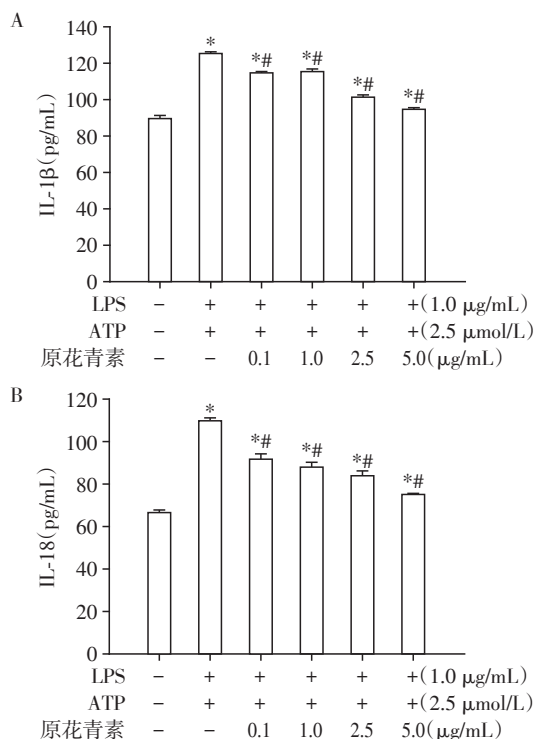 A
IL-1β(pg/mL)
140
120
100
80
60
40
20
0
* *# *# *# *#
LPS − + + + + +(1.0 μg/mL)
ATP − + + + + +(2.5 μmol/L)
原花青素 − − 0.1 1.0 2.5 5.0(μg/mL)
B
IL-18(pg/mL)
120
100
80
60
40
20
0
* *# *# *# *#
LPS − + + + + +(1.0 μg/mL)
ATP − + + + + +(2.5 μmol/L)
原花青素 − − 0.1 1.0 2.5 5.0(μg/mL)